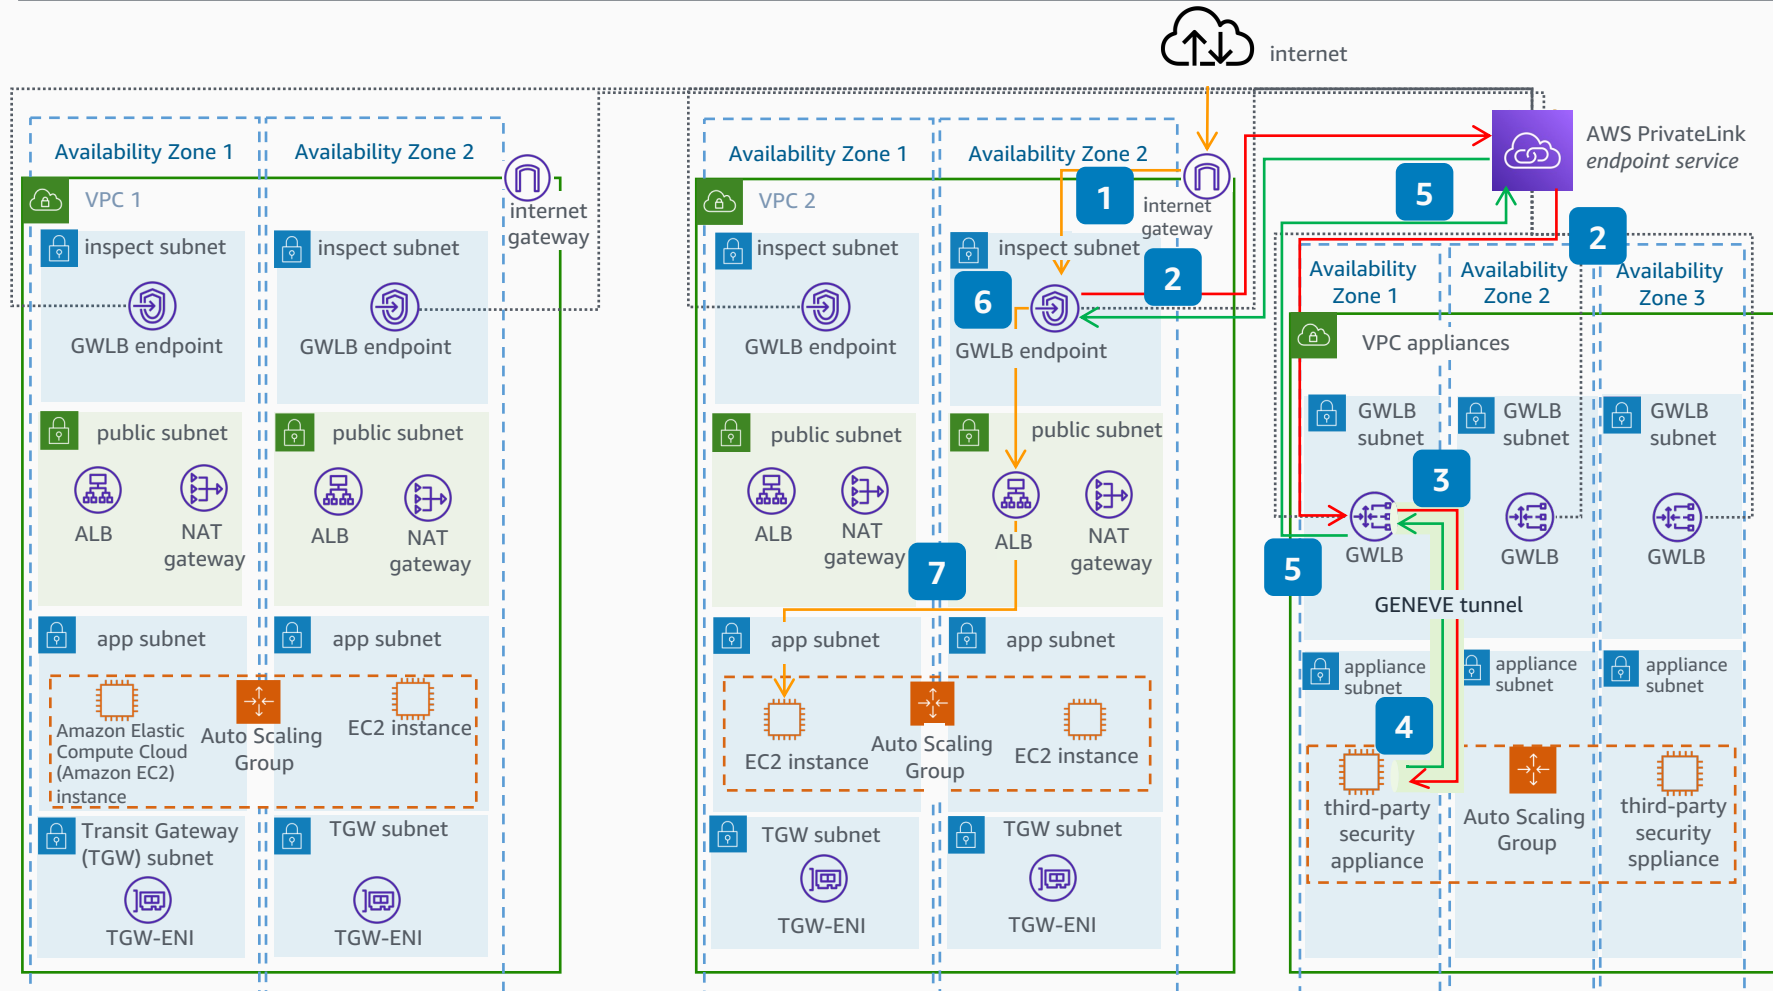 internet
AWS PrivateLink
endpoint service
Availability Zone 1
Availability Zone 2
VPC 1
internet
gateway
inspect subnet
inspect subnet
GWLB endpoint
GWLB endpoint
public subnet
public subnet
ALB
NAT
gateway
ALB
NAT
gateway
app subnet
app subnet
Amazon Elastic
Compute Cloud
(Amazon EC2)
instance
Auto Scaling
Group
EC2 instance
Transit Gateway
(TGW) subnet
TGW subnet
TGW-ENI
TGW-ENI
Availability Zone 1
Availability Zone 2
VPC 2
1
internet
gateway
inspect subnet
inspect subnet
2
6
GWLB endpoint
GWLB endpoint
public subnet
public subnet
ALB
NAT
gateway
ALB
NAT
gateway
7
app subnet
app subnet
EC2 instance
Auto Scaling
Group
EC2 instance
TGW subnet
TGW subnet
TGW-ENI
TGW-ENI
5
2
Availability
Zone 1
Availability
Zone 2
Availability
Zone 3
VPC appliances
GWLB
subnet
GWLB
subnet
GWLB
subnet
3
GWLB
GWLB
GWLB
5
GENEVE tunnel
appliance
subnet
appliance
subnet
appliance
subnet
4
third-party
security
appliance
Auto Scaling
Group
third-party
security
sppliance